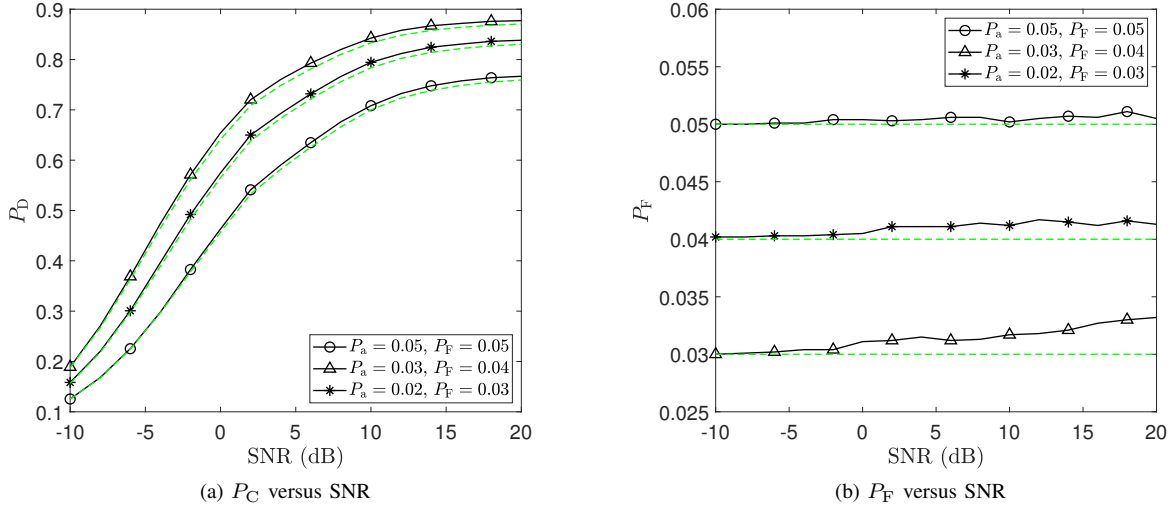 0.9
0.8
0.7
0.6
0.5
0.4
0.3
0.2
0.1
P_D
-10 -5 0 5 10 15 20
SNR (dB)
P_a = 0.05, P_F = 0.05
P_a = 0.03, P_F = 0.04
P_a = 0.02, P_F = 0.03
(a) P_C versus SNR
0.06
0.055
0.05
0.045
0.04
0.035
0.03
0.025
P_F
-10 -5 0 5 10 15 20
SNR (dB)
P_a = 0.05, P_F = 0.05
P_a = 0.03, P_F = 0.04
P_a = 0.02, P_F = 0.03
(b) P_F versus SNR